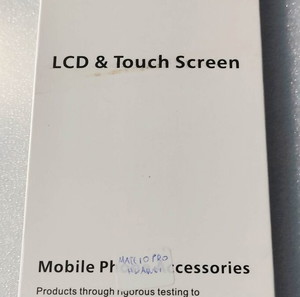 LCD & Touch Screen
MATE 10 PRO
HUAWEI
Mobile Ph ccessories
Products through rigorous testing to